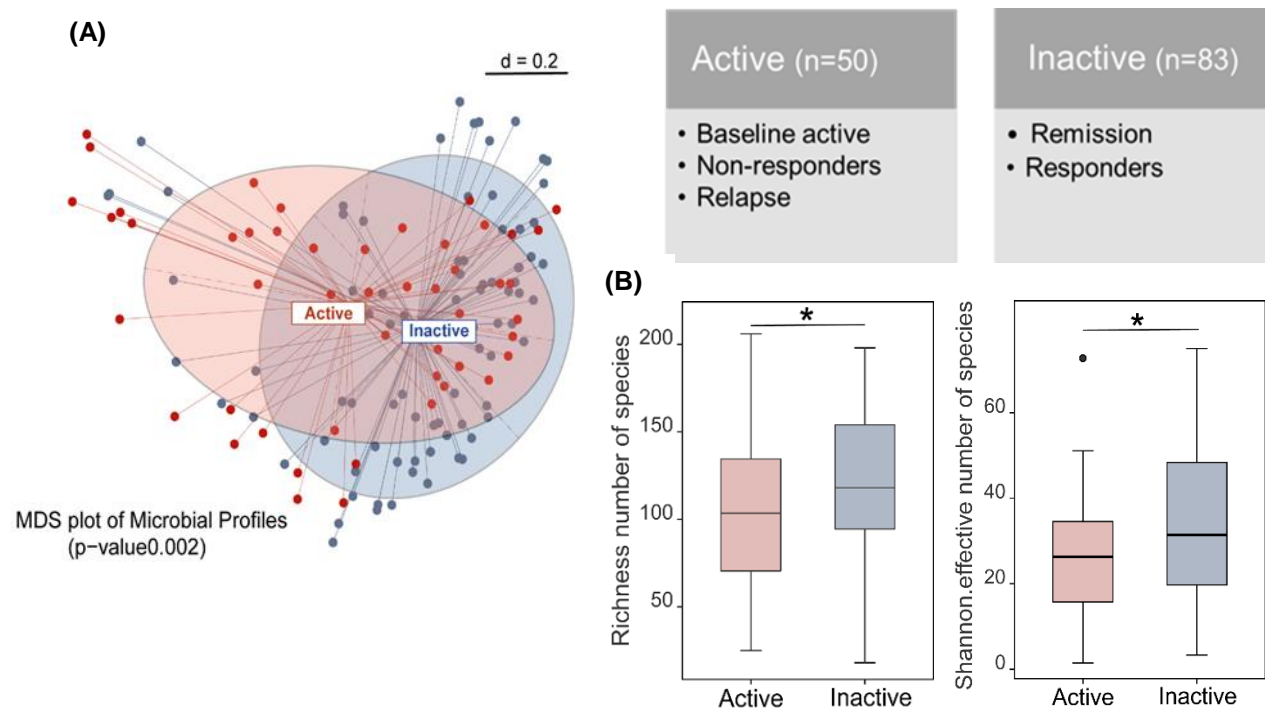 (A)
d = 0.2
Active
Inactive
MDS plot of Microbial Profiles
(p−value0.002)
Active (n=50)
• Baseline active
• Non-responders
• Relapse
Inactive (n=83)
• Remission
• Responders
(B)
Richness number of species
200
150
100
50
*
Active Inactive
Shannon.effective number of species
60
40
20
0
*
Active Inactive